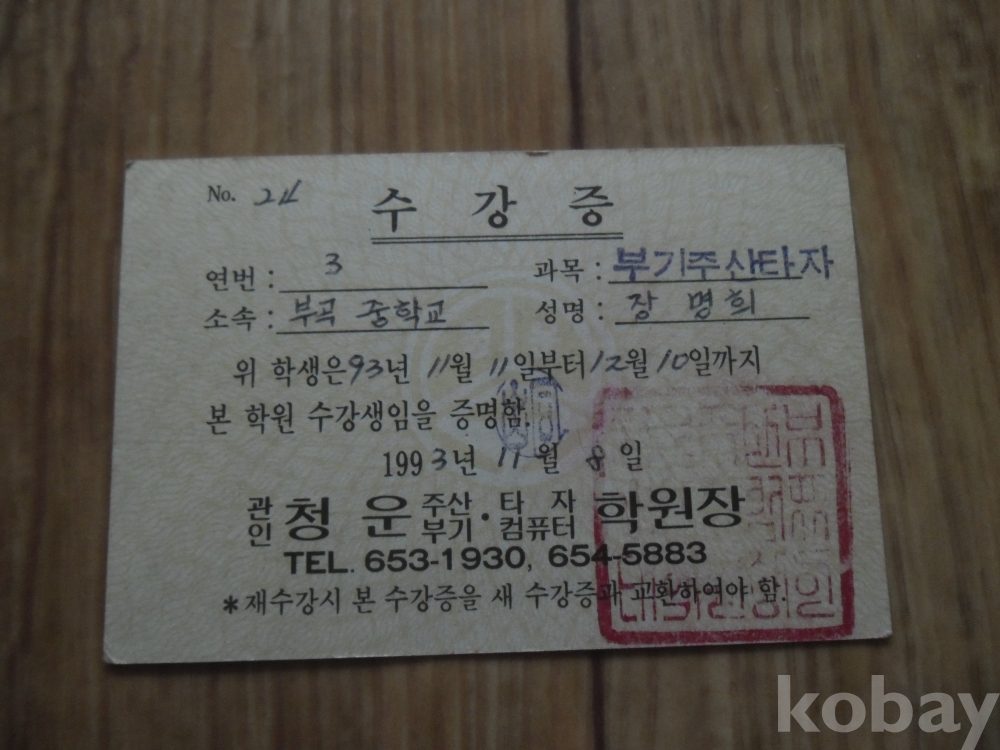 No. 수 강 증
연번 : 3 과목 : 부기주산타자
소속 : 부곡 중학교 성명 : 장 명 희
위 학생은 93년 11월 11일부터 12월 10일까지
본 학원 수강생임을 증명함.
1993년 11월 8일
관인 청운 주산 부기 · 타자 컴퓨터 학원장
TEL. 653-1930, 654-5883
*재수강시 본 수강증을 새 수강증과 교환하여야 함.
kobay